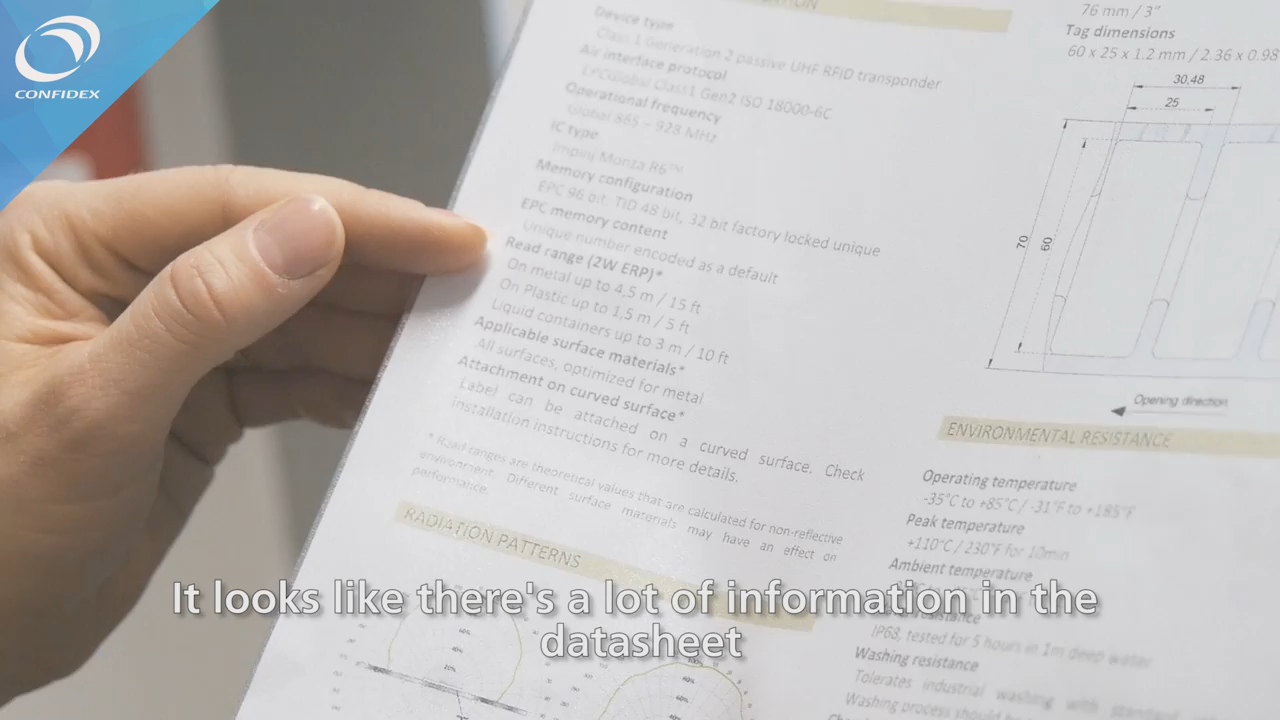 CONFIDEX
Device type
Class 1 Generation 2 passive UHF RFID transponder
Air interface protocol
EPCGlobal Class1 Gen2 ISO 18000-6C
Operational frequency
Global 865 – 928 MHz
IC type
Impinj Monza R6™
Memory configuration
EPC 96 bit, TID 48 bit, 32 bit factory locked unique
EPC memory content
Unique number encoded as a default
Read range (2W ERP)*
On metal up to 4,5 m / 15 ft
On Plastic up to 1,5 m / 5 ft
Liquid containers up to 3 m / 10 ft
Applicable surface materials*
All surfaces, optimized for metal
Attachment on curved surface*
Label can be attached on a curved surface. Check
installation instructions for more details.
* Read ranges are theoretical values that are calculated for non-reflective
environment. Different surface materials may have an effect on
performance.
RADIATION PATTERNS
76 mm / 3"
Tag dimensions
60 x 25 x 1.2 mm / 2.36 x 0.98
30,48
25
70
60
Opening direction
ENVIRONMENTAL RESISTANCE
Operating temperature
-35°C to +85°C / -31°F to +185°F
Peak temperature
+110°C / 230°F for 10min
Ambient temperature
resistance
IP68, tested for 5 hours in 1m deep water
Washing resistance
Tolerates industrial washing with standard
Washing process should be
It looks like there's a lot of information in the
datasheet